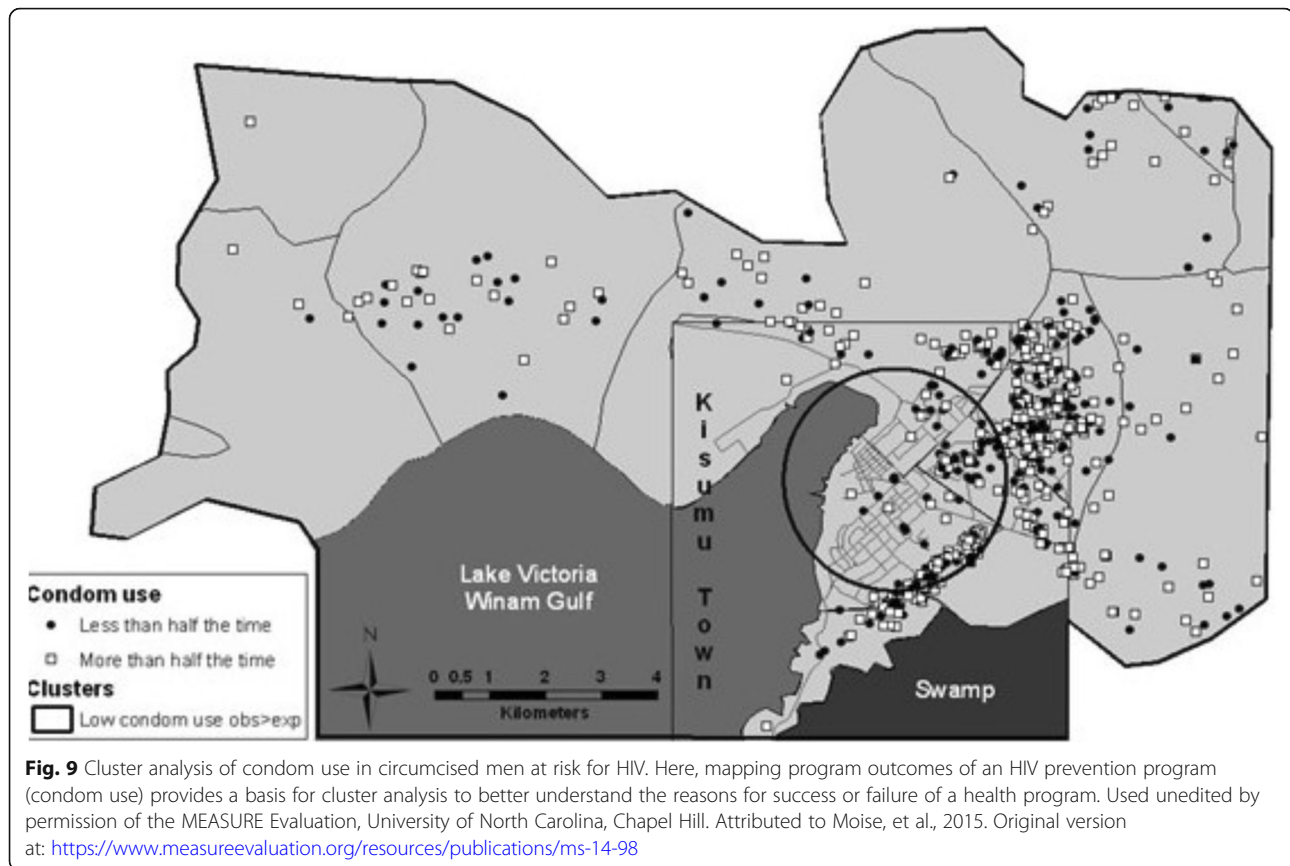 Kisumu Town
Lake Victoria
Winam Gulf
Swamp
N
0 0.5 1 2 3 4
Kilometers
Condom use
Less than half the time
More than half the time
Clusters
Low condom use obs>exp
Fig. 9 Cluster analysis of condom use in circumcised men at risk for HIV. Here, mapping program outcomes of an HIV prevention program
(condom use) provides a basis for cluster analysis to better understand the reasons for success or failure of a health program. Used unedited by
permission of the MEASURE Evaluation, University of North Carolina, Chapel Hill. Attributed to Moise, et al., 2015. Original version
at: https://www.measureevaluation.org/resources/publications/ms-14-98